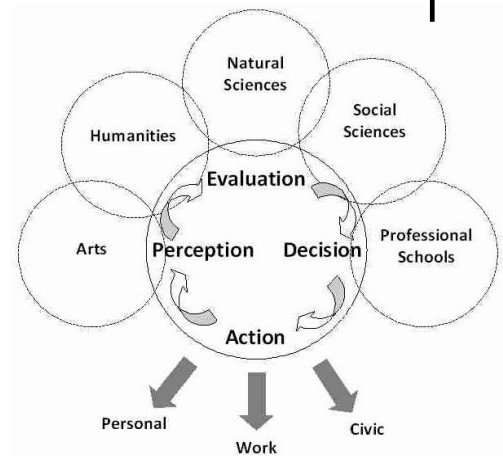 Natural
Sciences
Social
Sciences
Humanities
Evaluation
Arts
Perception
Decision
Professional
Schools
Action
Personal
Work
Civic